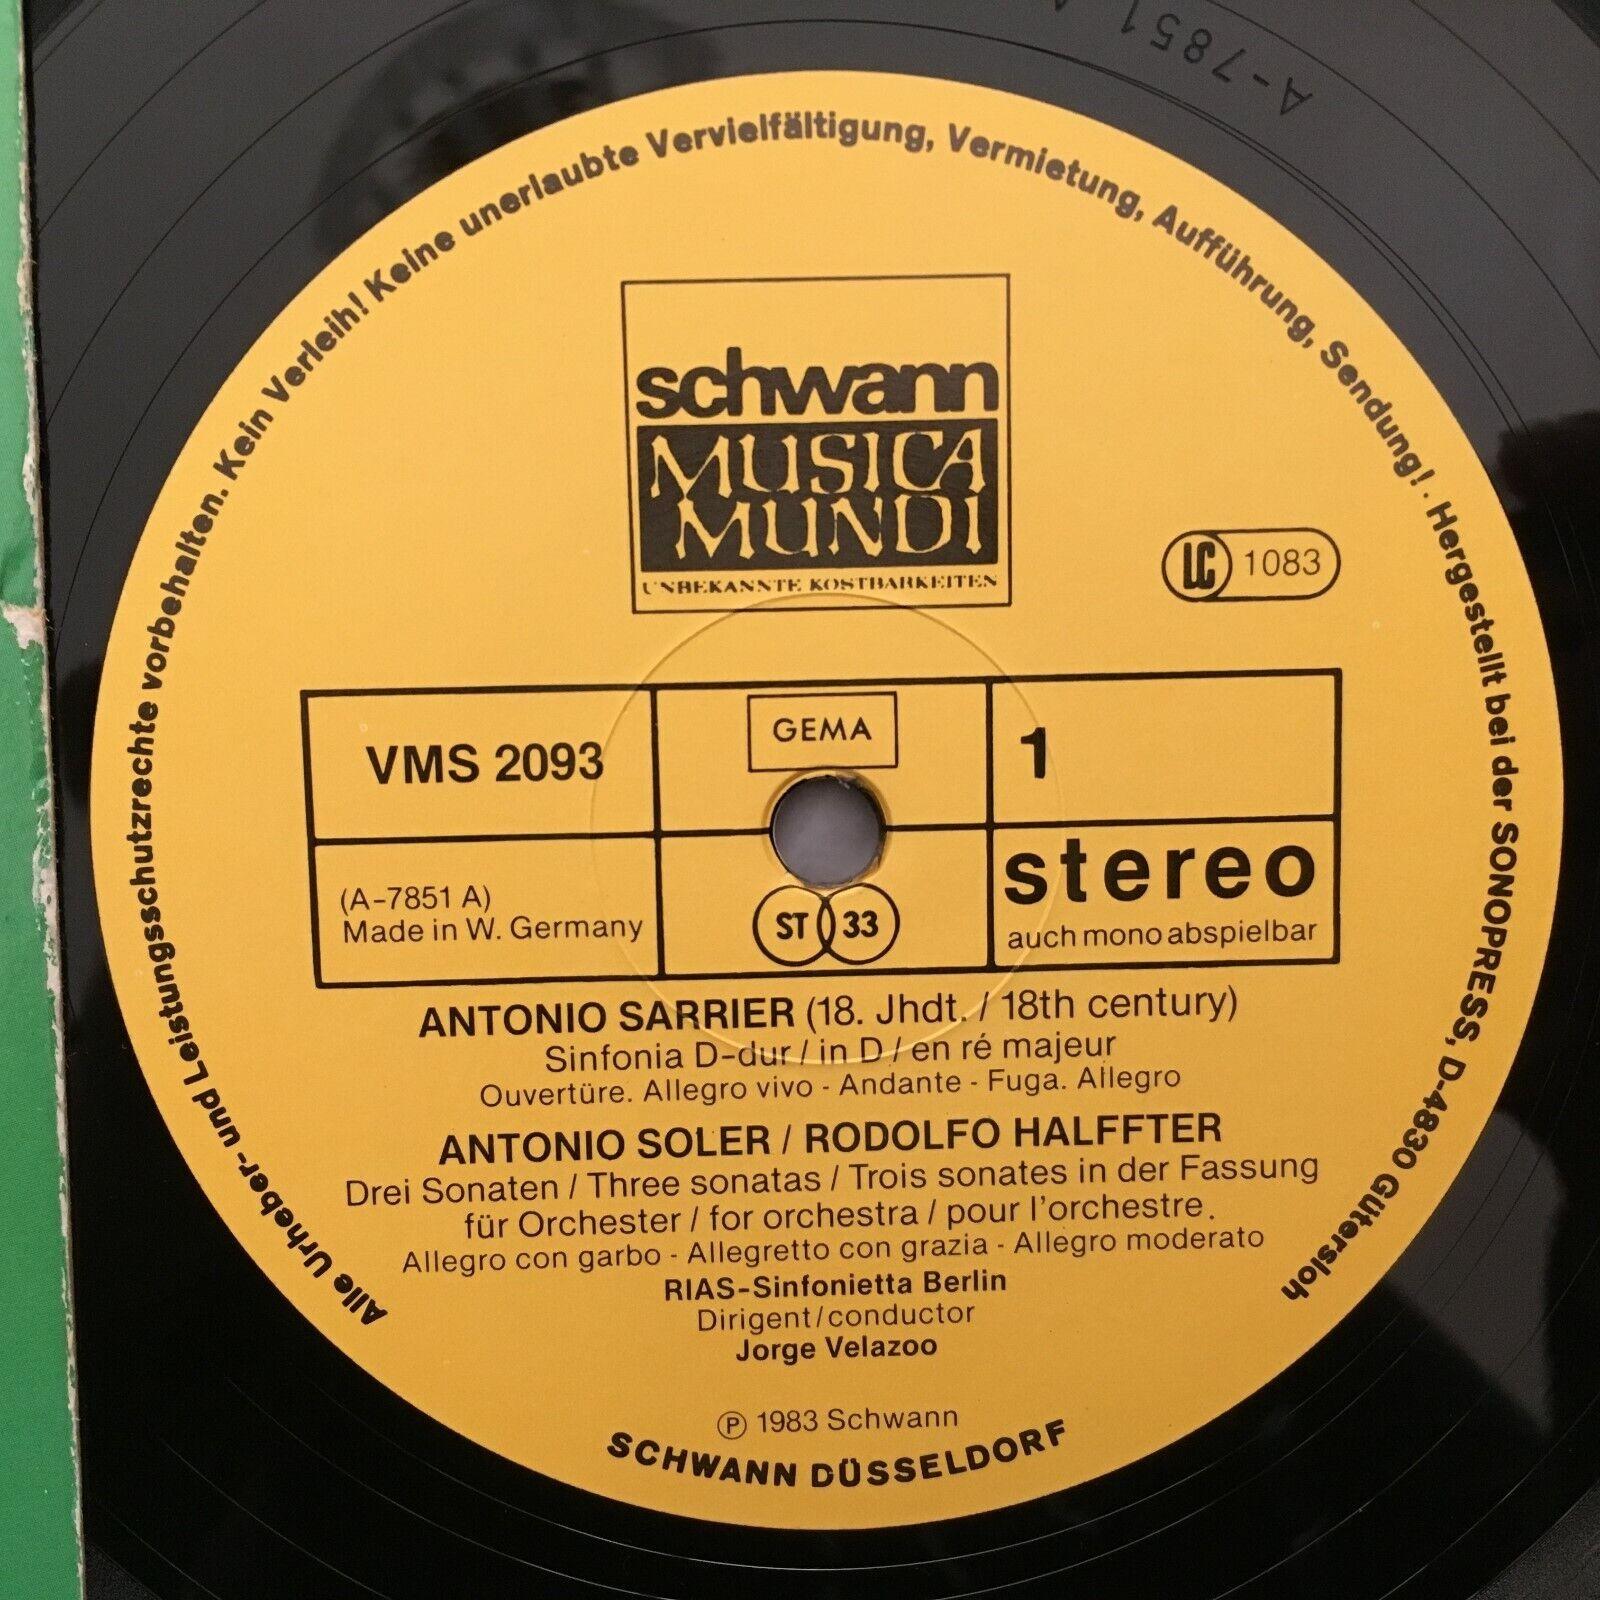 A-7851
Alle Urheber- und Leistungsschutzrechte vorbehalten. Kein Verleih! Keine unerlaubte Vervielfältigung, Vermietung, Aufführung, Sendung! · Hergestellt bei der SONOPRESS, D-4830 Gütersloh
schwann
MUSICA
MUNDI
UNBEKANNTE KOSTBARKEITEN
LC 1083
VMS 2093
GEMA
1
(A-7851 A)
Made in W. Germany
ST 33
stereo
auch mono abspielbar
ANTONIO SARRIER (18. Jhdt. / 18th century)
Sinfonia D-dur / in D / en ré majeur
Ouvertüre. Allegro vivo - Andante - Fuga. Allegro
ANTONIO SOLER / RODOLFO HALFFTER
Drei Sonaten / Three sonatas / Trois sonates in der Fassung
für Orchester / for orchestra / pour l'orchestre.
Allegro con garbo - Allegretto con grazia - Allegro moderato
RIAS-Sinfonietta Berlin
Dirigent/conductor
Jorge Velazoo
℗ 1983 Schwann
SCHWANN DÜSSELDORF